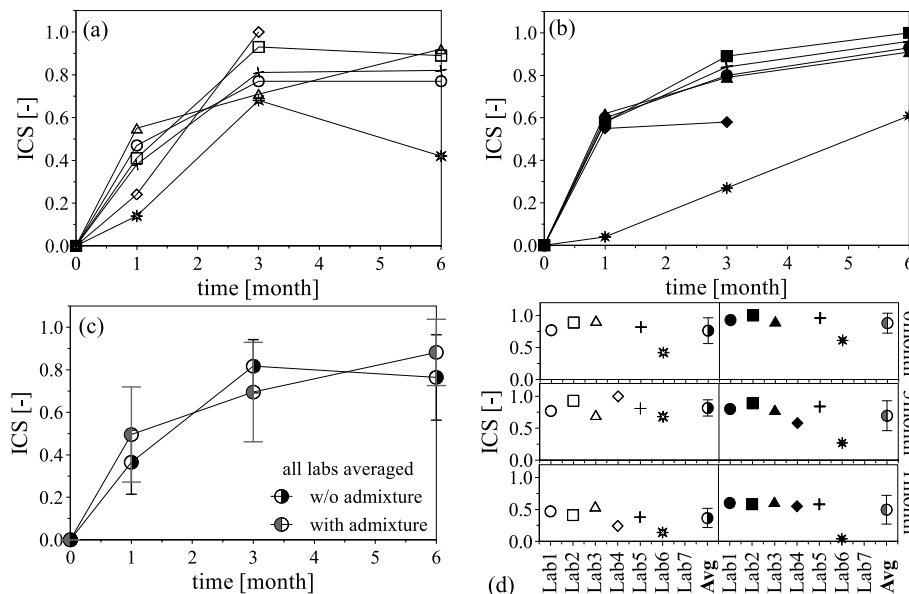 (a)
1.0
0.8
0.6
0.4
0.2
0.0
ICS [-]
0 1 2 3 4 5 6
time [month]
(b)
1.0
0.8
0.6
0.4
0.2
0.0
ICS [-]
0 1 2 3 4 5 6
time [month]
(c)
1.0
0.8
0.6
0.4
0.2
0.0
ICS [-]
all labs averaged
w/o admixture
with admixture
0 1 2 3 4 5 6
time [month]
1.0
0.5
0.0
1.0
0.5
0.0
1.0
0.5
0.0
ICS [-]
(d)
Lab1 Lab2 Lab3 Lab4 Lab5 Lab6 Lab7 Avg Lab1 Lab2 Lab3 Lab4 Lab5 Lab6 Lab7 Avg